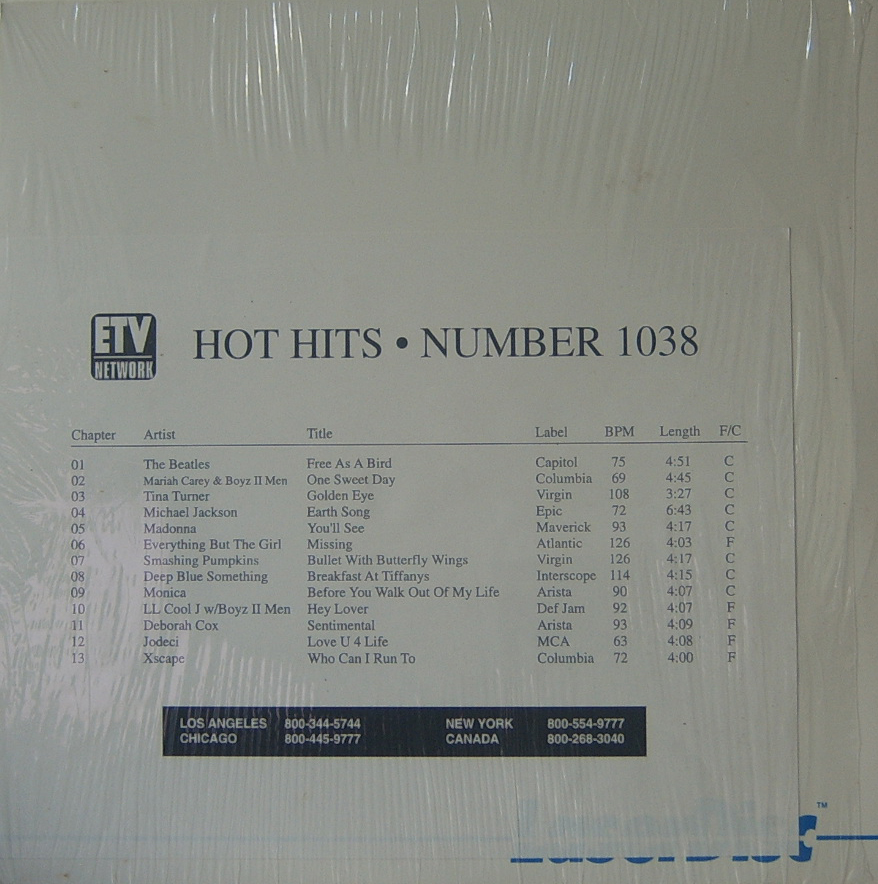 ETV
NETWORK
HOT HITS • NUMBER 1038
Chapter Artist Title Label BPM Length F/C
01 The Beatles Free As A Bird Capitol 75 4:51 C
02 Mariah Carey & Boyz II Men One Sweet Day Columbia 69 4:45 C
03 Tina Turner Golden Eye Virgin 108 3:27 C
04 Michael Jackson Earth Song Epic 72 6:43 C
05 Madonna You'll See Maverick 93 4:17 C
06 Everything But The Girl Missing Atlantic 126 4:03 F
07 Smashing Pumpkins Bullet With Butterfly Wings Virgin 126 4:17 C
08 Deep Blue Something Breakfast At Tiffanys Interscope 114 4:15 C
09 Monica Before You Walk Out Of My Life Arista 90 4:07 C
10 LL Cool J w/Boyz II Men Hey Lover Def Jam 92 4:07 F
11 Deborah Cox Sentimental Arista 93 4:09 F
12 Jodeci Love U 4 Life MCA 63 4:08 F
13 Xscape Who Can I Run To Columbia 72 4:00 F
LOS ANGELES 800-344-5744 NEW YORK 800-554-9777
CHICAGO 800-445-9777 CANADA 800-268-3040
LaserDisc TM